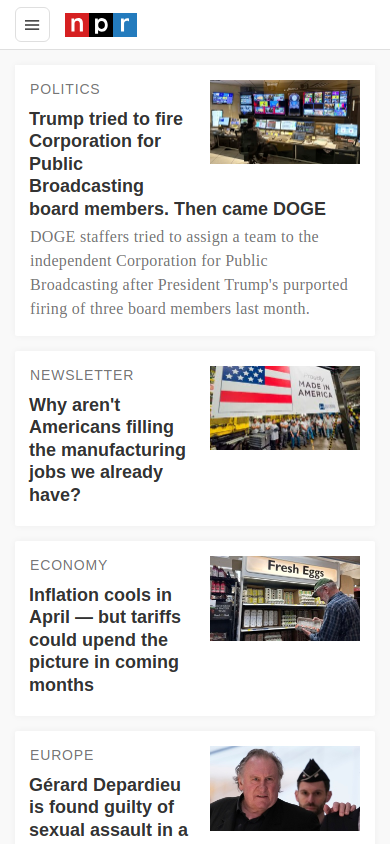 npr
POLITICS
Trump tried to fire
Corporation for
Public
Broadcasting
board members. Then came DOGE
DOGE staffers tried to assign a team to the
independent Corporation for Public
Broadcasting after President Trump's purported
firing of three board members last month.
NEWSLETTER
Why aren't
Americans filling
the manufacturing
jobs we already
have?
MADE IN
AMERICA
ECONOMY
Inflation cools in
April — but tariffs
could upend the
picture in coming
months
Fresh Eggs
EUROPE
Gérard Depardieu
is found guilty of
sexual assault in a